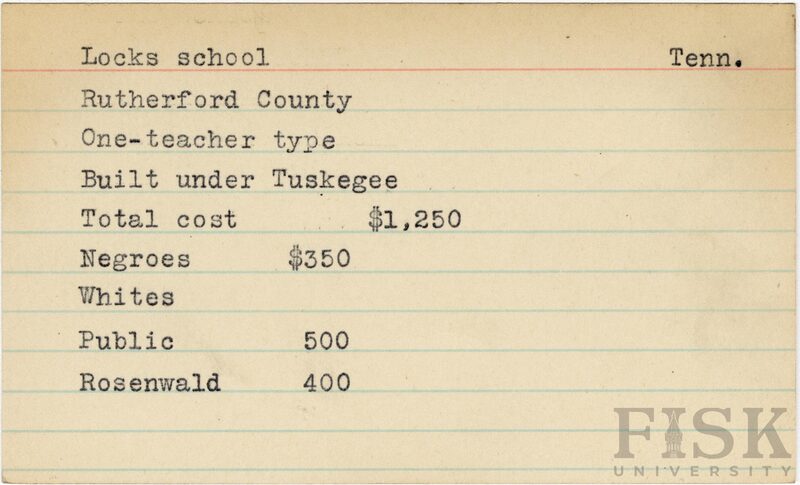 Locks school Tenn.
Rutherford County
One-teacher type
Built under Tuskegee
Total cost $1,250
Negroes $350
Whites
Public 500
Rosenwald 400
FISK
UNIVERSITY